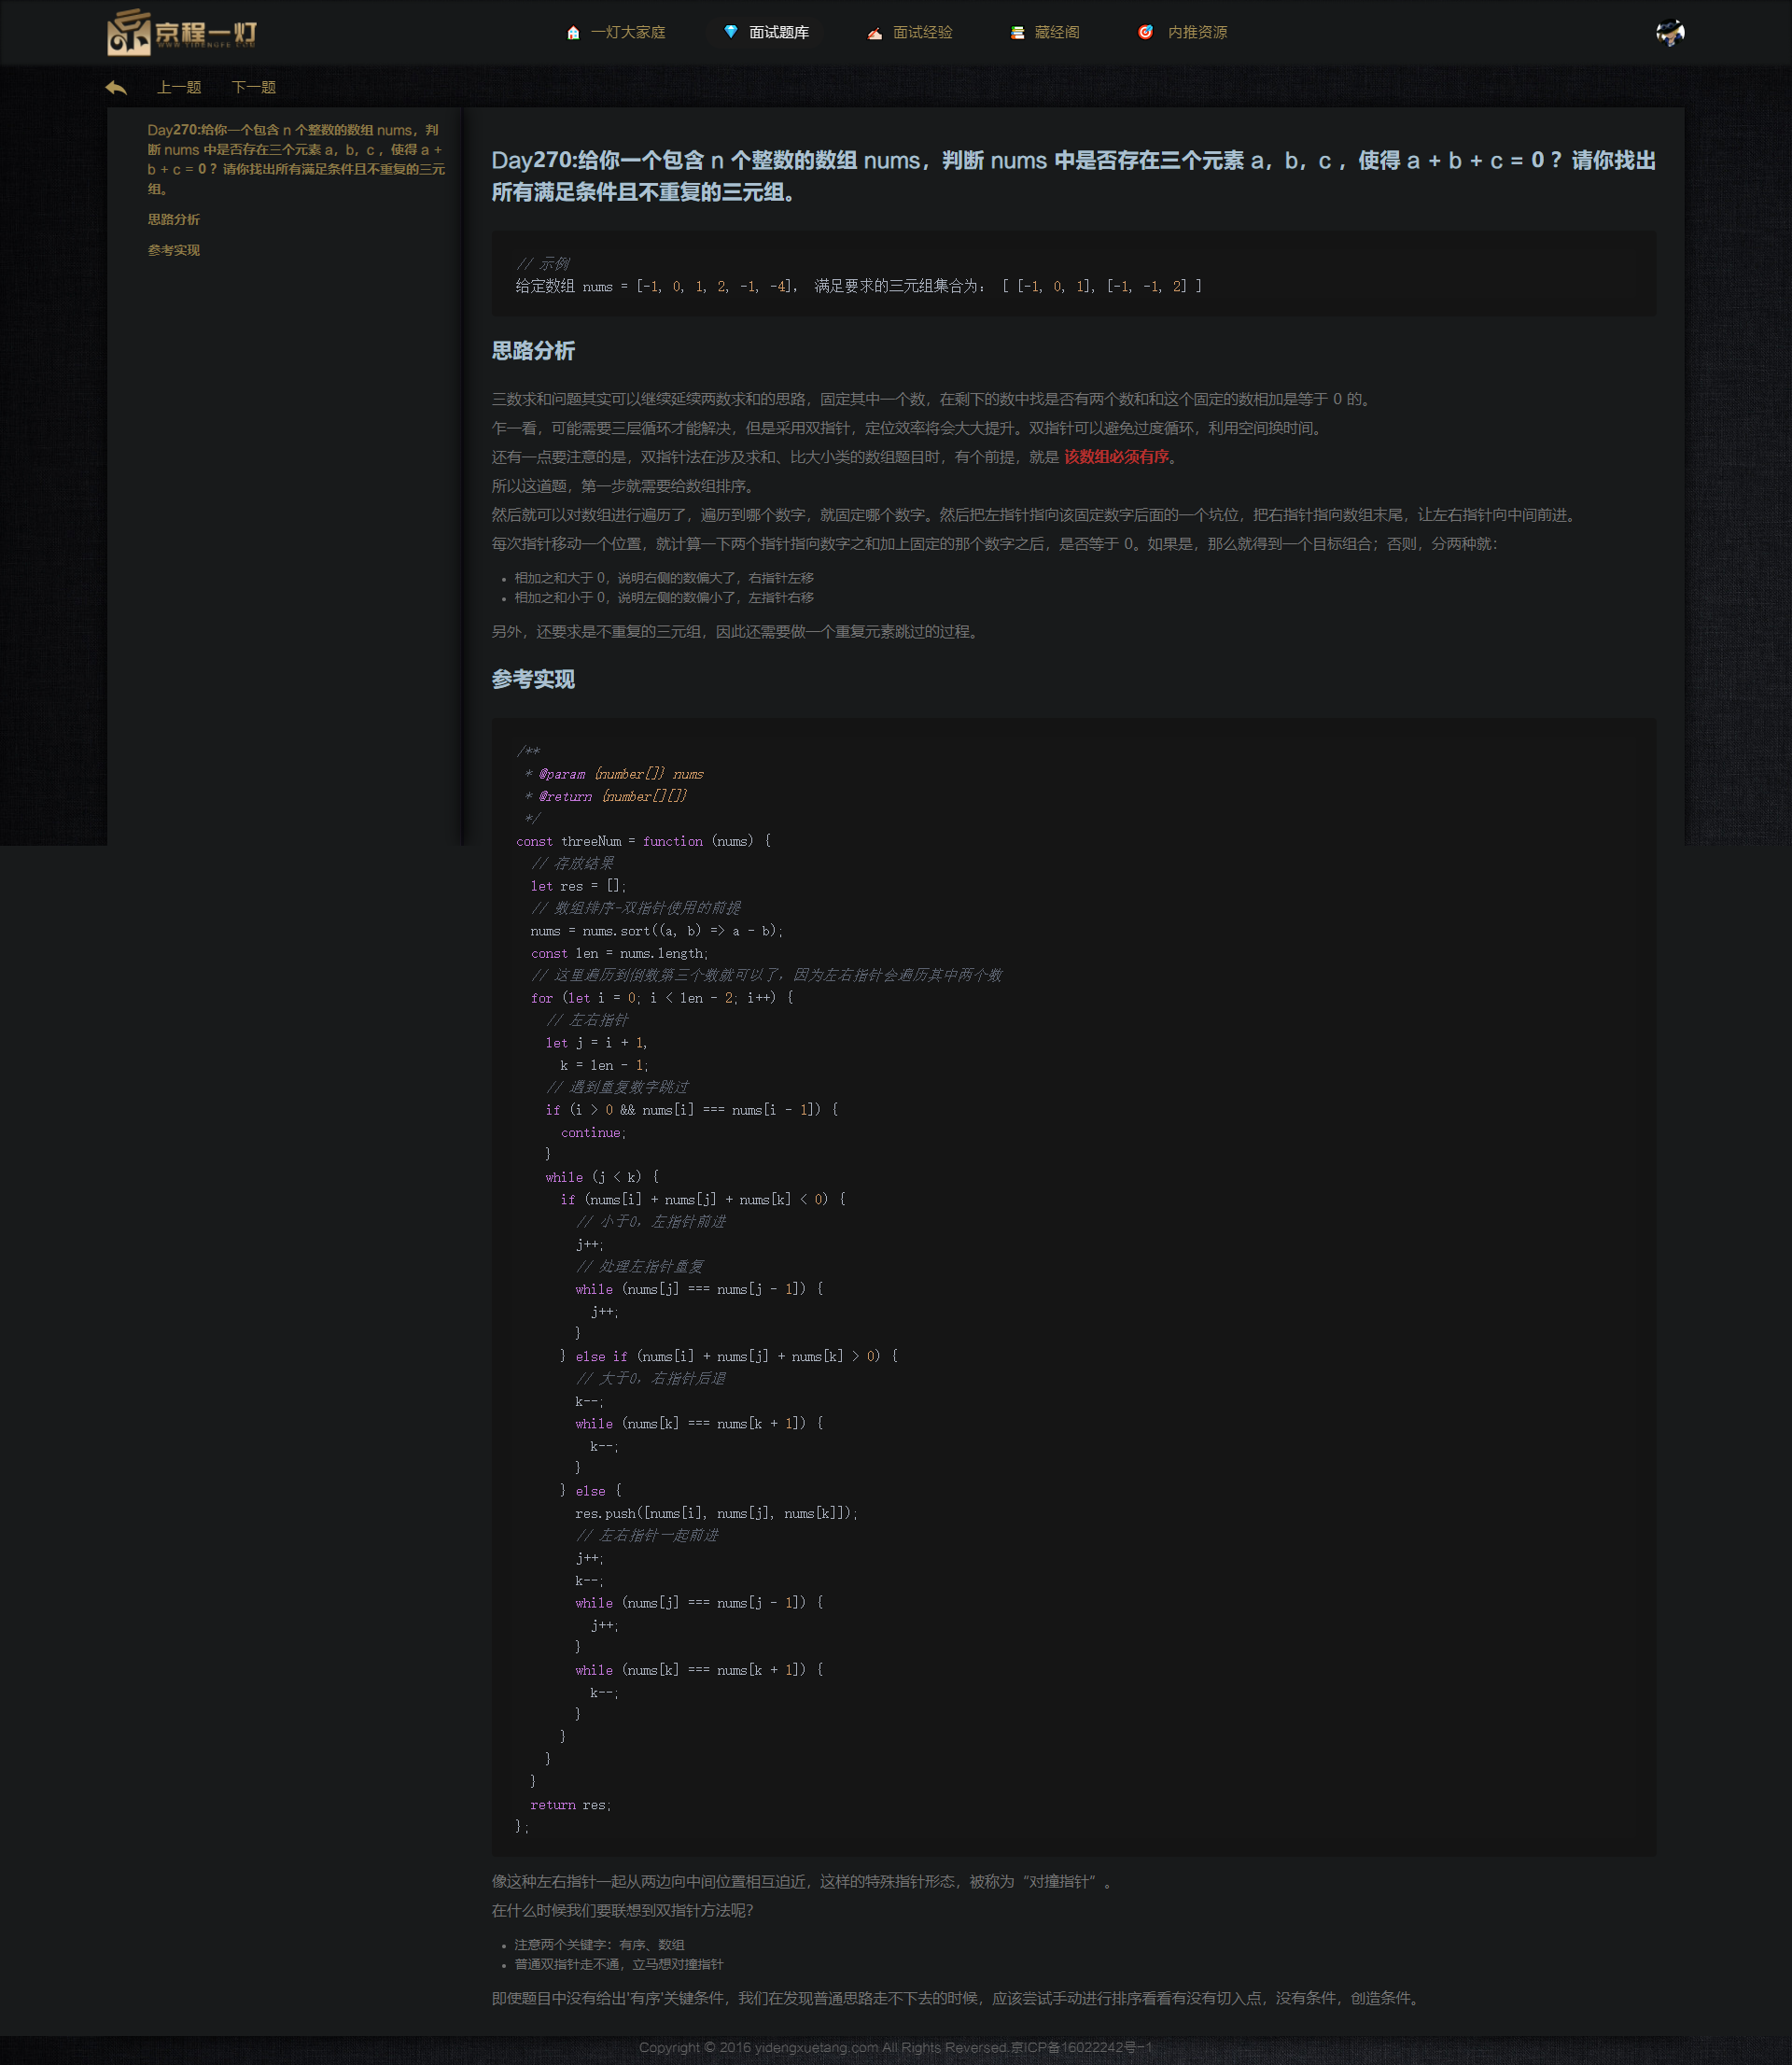 京程一灯
WWW.YIDENGFE.COM
一灯大家庭
面试题库
面试经验
藏经阁
内推资源
上一题
下一题
Day270:给你一个包含 n 个整数的数组 nums，判
断 nums 中是否存在三个元素 a，b，c ，使得 a +
b + c = 0 ？请你找出所有满足条件且不重复的三元
组。
思路分析
参考实现
Day270:给你一个包含 n 个整数的数组 nums，判断 nums 中是否存在三个元素 a，b，c ，使得 a + b + c = 0 ？请你找出
所有满足条件且不重复的三元组。
// 示例
给定数组 nums = [-1, 0, 1, 2, -1, -4]， 满足要求的三元组集合为： [ [-1, 0, 1], [-1, -1, 2] ]
思路分析
三数求和问题其实可以继续延续两数求和的思路，固定其中一个数，在剩下的数中找是否有两个数和和这个固定的数相加是等于 0 的。
乍一看，可能需要三层循环才能解决，但是采用双指针，定位效率将会大大提升。双指针可以避免过度循环，利用空间换时间。
还有一点要注意的是，双指针法在涉及求和、比大小类的数组题目时，有个前提，就是 该数组必须有序。
所以这道题，第一步就需要给数组排序。
然后就可以对数组进行遍历了，遍历到哪个数字，就固定哪个数字。然后把左指针指向该固定数字后面的一个坑位，把右指针指向数组末尾，让左右指针向中间前进。
每次指针移动一个位置，就计算一下两个指针指向数字之和加上固定的那个数字之后，是否等于 0。如果是，那么就得到一个目标组合；否则，分两种就：
• 相加之和大于 0，说明右侧的数偏大了，右指针左移
• 相加之和小于 0，说明左侧的数偏小了，左指针右移
另外，还要求是不重复的三元组，因此还需要做一个重复元素跳过的过程。
参考实现
/**
 * @param {number[]} nums
 * @return {number[][]}
 */
const threeNum = function (nums) {
  // 存放结果
  let res = [];
  // 数组排序-双指针使用的前提
  nums = nums.sort((a, b) => a - b);
  const len = nums.length;
  // 这里遍历到倒数第三个数就可以了，因为左右指针会遍历其中两个数
  for (let i = 0; i < len - 2; i++) {
    // 左右指针
    let j = i + 1,
      k = len - 1;
    // 遇到重复数字跳过
    if (i > 0 && nums[i] === nums[i - 1]) {
      continue;
    }
    while (j < k) {
      if (nums[i] + nums[j] + nums[k] < 0) {
        // 小于0，左指针前进
        j++;
        // 处理左指针重复
        while (nums[j] === nums[j - 1]) {
          j++;
        }
      } else if (nums[i] + nums[j] + nums[k] > 0) {
        // 大于0，右指针后退
        k--;
        while (nums[k] === nums[k + 1]) {
          k--;
        }
      } else {
        res.push([nums[i], nums[j], nums[k]]);
        // 左右指针一起前进
        j++;
        k--;
        while (nums[j] === nums[j - 1]) {
          j++;
        }
        while (nums[k] === nums[k + 1]) {
          k--;
        }
      }
    }
  }
  return res;
};
像这种左右指针一起从两边向中间位置相互迫近，这样的特殊指针形态，被称为“对撞指针”。
在什么时候我们要联想到双指针方法呢？
• 注意两个关键字：有序、数组
• 普通双指针走不通，立马想对撞指针
即使题目中没有给出'有序'关键条件，我们在发现普通思路走不下去的时候，应该尝试手动进行排序看看有没有切入点，没有条件，创造条件。
Copyright © 2016 yidengxuetang.com All Rights Reversed.京ICP备16022242号-1